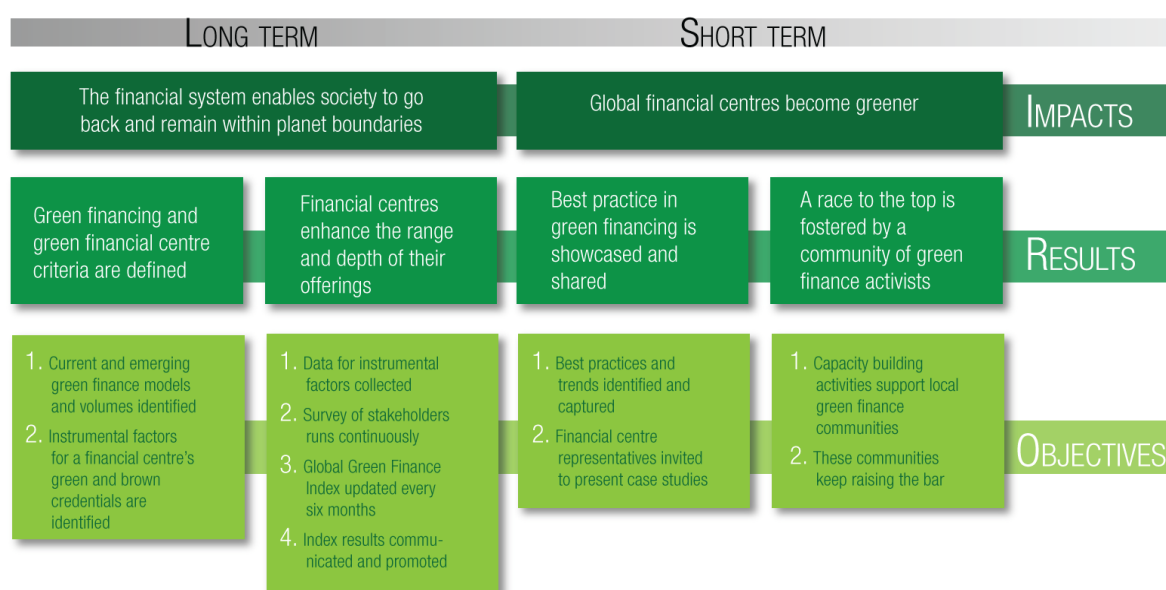 LONG TERM
SHORT TERM
The financial system enables society to go
back and remain within planet boundaries
Global financial centres become greener
IMPACTS
Green financing and
green financial centre
criteria are defined
Financial centres
enhance the range
and depth of their
offerings
Best practice in
green financing is
showcased and
shared
A race to the top is
fostered by a
community of green
finance activists
RESULTS
1. Current and emerging
green finance models
and volumes identified
2. Instrumental factors
for a financial centre's
green and brown
credentials are
identified
1. Data for instrumental
factors collected
2. Survey of stakeholders
runs continuously
3. Global Green Finance
Index updated every
six months
4. Index results commu-
nicated and promoted
1. Best practices and
trends identified and
captured
2. Financial centre
representatives invited
to present case studies
1. Capacity building
activities support local
green finance
communities
2. These communities
keep raising the bar
OBJECTIVES